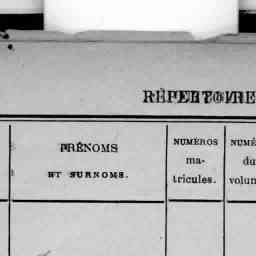 RÉPERTOIRE
PRÉNOMS
ET SURNOMS.
NUMÉROS
ma-
tricules.
NUMÉ
du
volum